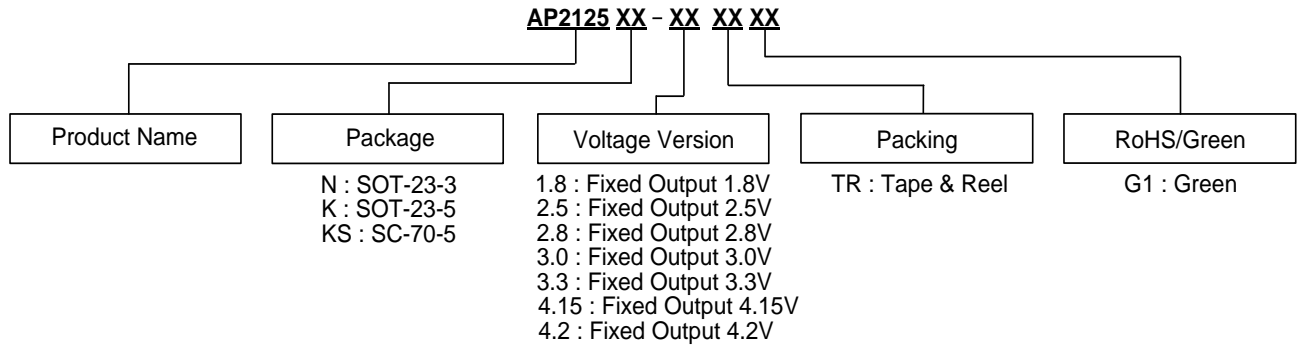 AP2125 XX - XX XX XX
Product Name
Package
N : SOT-23-3
K : SOT-23-5
KS : SC-70-5
Voltage Version
1.8 : Fixed Output 1.8V
2.5 : Fixed Output 2.5V
2.8 : Fixed Output 2.8V
3.0 : Fixed Output 3.0V
3.3 : Fixed Output 3.3V
4.15 : Fixed Output 4.15V
4.2 : Fixed Output 4.2V
Packing
TR : Tape & Reel
RoHS/Green
G1 : Green